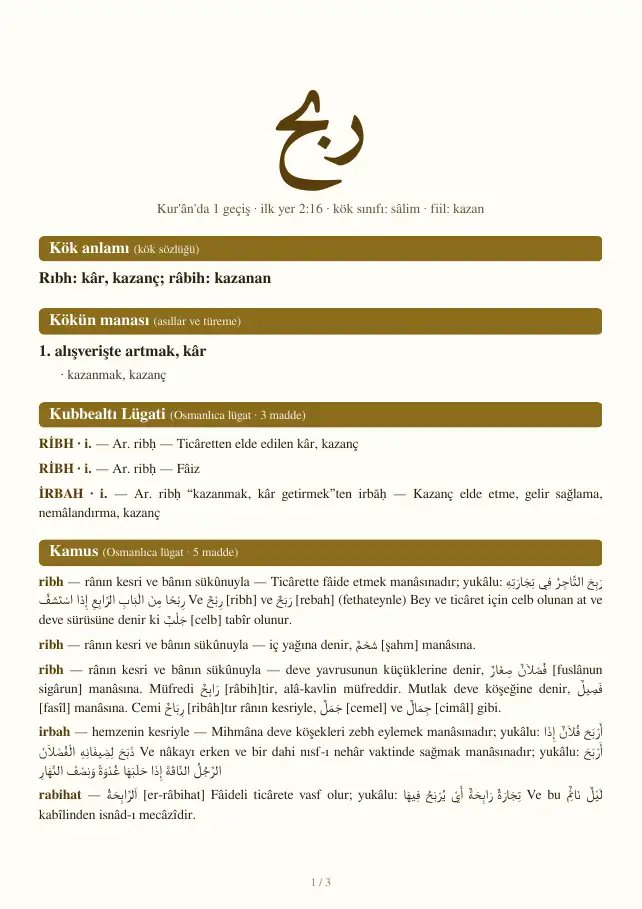 ربح
Kur'ân'da 1 geçiş · ilk yer 2:16 · kök sınıfı: sâlim · fiil: kazan
Kök anlamı (kök sözlüğü)
Rıbh: kâr, kazanç; râbih: kazanan
Kökün manası (asıllar ve türeme)
1. alışverişte artmak, kâr
· kazanmak, kazanç
Kubbealtı Lügati (Osmanlıca lügat · 3 madde)
RİBH · i. — Ar. ribḥ — Ticâretten elde edilen kâr, kazanç
RİBH · i. — Ar. ribḥ — Fâiz
İRBAH · i. — Ar. ribḥ “kazanmak, kâr getirmek”ten irbāḥ — Kazanç elde etme, gelir sağlama,
nemâlandırma, kazanç
Kamus (Osmanlıca lügat · 5 madde)
ribh — rânın kesri ve bânın sükûnuyla — Ticârette fâide etmek manâsınadır; yukâlu: رَبِحَ التَّاجِرُ فِي تِجَارَتِهِ
رِبْحًا مِنَ الْبَابِ الرَّابِعِ إِذَا اسْتَشَفَّ Ve رِبْحٌ [ribh] ve رَبَحٌ [rebah] (fethateynle) Bey ve ticâret için celb olunan at ve
deve sürüsüne denir ki جَلَبٌ [celb] tabîr olunur.
ribh — rânın kesri ve bânın sükûnuyla — iç yağına denir, شَحْمٌ [şahm] manâsına.
ribh — rânın kesri ve bânın sükûnuyla — deve yavrusunun küçüklerine denir, فُصْلَانٌ صِغَارٌ [fuslânun
sigârun] manâsına. Müfredi رَابِحٌ [râbih]tir, alâ-kavlin müfreddir. Mutlak deve köşeğine denir, فَصِيلٌ
[fasîl] manâsına. Cemi رِبَاحٌ [ribâh]tır rânın kesriyle, جَمَلٌ [cemel] ve جِمَالٌ [cimâl] gibi.
irbah — hemzenin kesriyle — Mihmâna deve köşekleri zebh eylemek manâsınadır; yukâlu: أَرْبَحَ فُلَانٌ إِذَا
ذَبَحَ لِضِيفَانِهِ الْفُصْلَانَ Ve nâkayı erken ve bir dahi nısf-ı nehâr vaktinde sağmak manâsınadır; yukâlu: أَرْبَحَ
الرَّجُلُ النَّاقَةَ إِذَا حَلَبَهَا غُدْوَةً وَنِصْفَ النَّهَارِ
rabihat — اَلرَّابِحَةُ [er-râbihat] Fâideli ticârete vasf olur; yukâlu: تِجَارَةٌ رَابِحَةٌ أَيْ يُرْبَحُ فِيهَا Ve bu لَيْلٌ نَائِمٌ
kabîlinden isnâd-ı mecâzîdir.
1 / 3